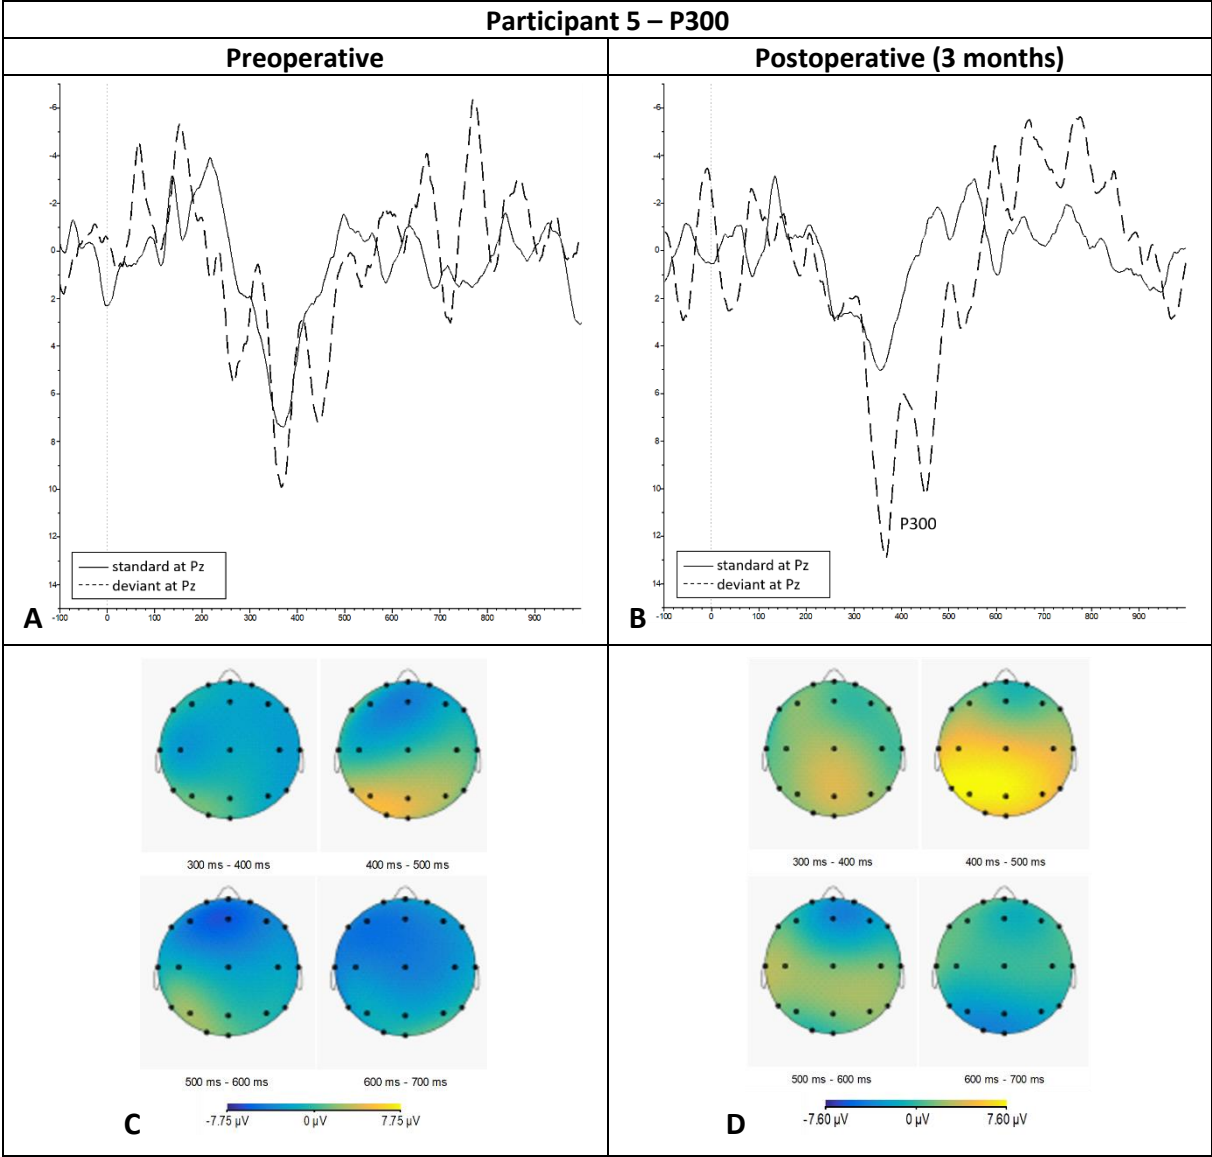 Participant 5 – P300
Preoperative
Postoperative (3 months)
-6
-4
-2
0
2
4
6
8
10
12
14
standard at Pz
deviant at Pz
A
-100 0 100 200 300 400 500 600 700 800 900
-6
-4
-2
0
2
4
6
8
10
12
14
P300
standard at Pz
deviant at Pz
B
-100 0 100 200 300 400 500 600 700 800 900
300 ms - 400 ms
400 ms - 500 ms
500 ms - 600 ms
600 ms - 700 ms
C
-7.75 µV 0 µV 7.75 µV
300 ms - 400 ms
400 ms - 500 ms
500 ms - 600 ms
600 ms - 700 ms
D
-7.60 µV 0 µV 7.60 µV